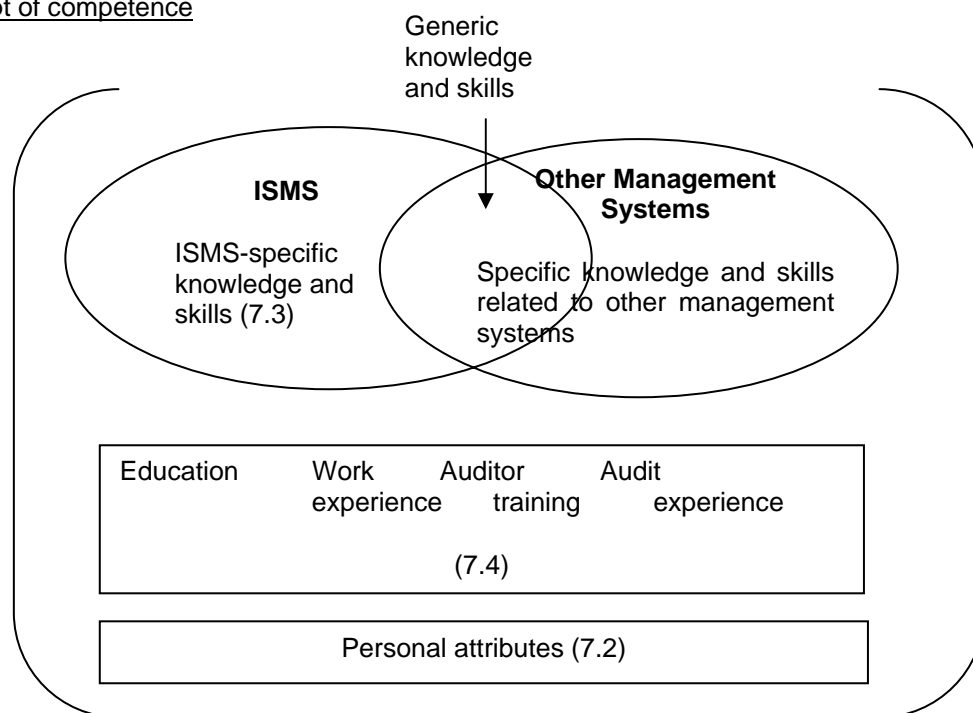 of competence
Generic
knowledge
and skills
ISMS
ISMS-specific
knowledge and
skills (7.3)
Other Management
Systems
Specific knowledge and skills
related to other management
systems
Education Work Auditor Audit
experience training experience
(7.4)
Personal attributes (7.2)